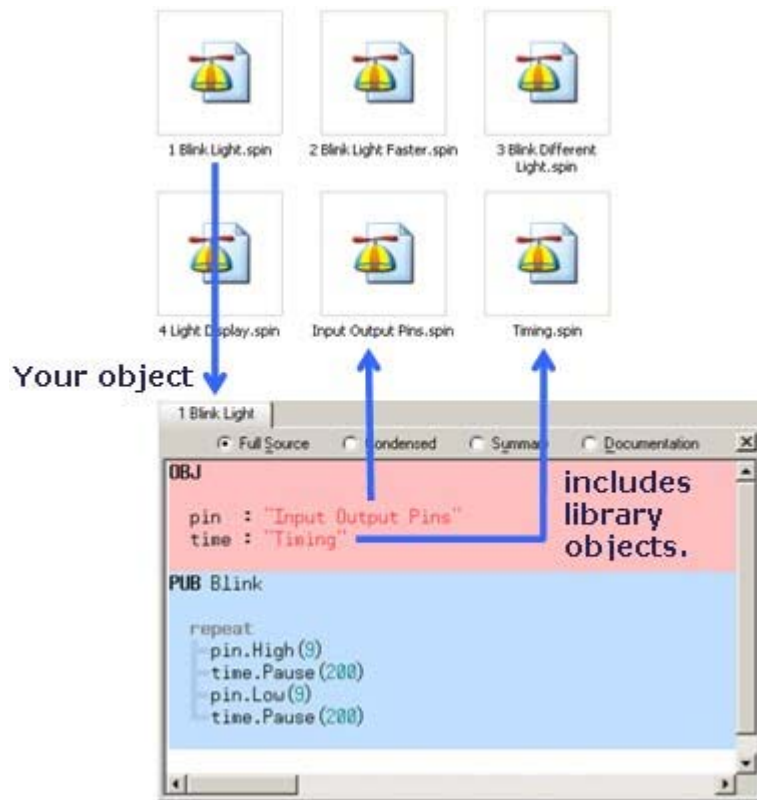 1 Blink Light.spin
2 Blink Light Faster.spin
3 Blink Different
Light.spin
4 Light Display.spin
Input Output Pins.spin
Timing.spin
Your object
1 Blink Light
Full Source
Condensed
Summary
Documentation
OBJ
includes
library
objects.
pin : "Input Output Pins"
time : "Timing"
PUB Blink
repeat
pin.High(9)
time.Pause(200)
pin.Low(9)
time.Pause(200)